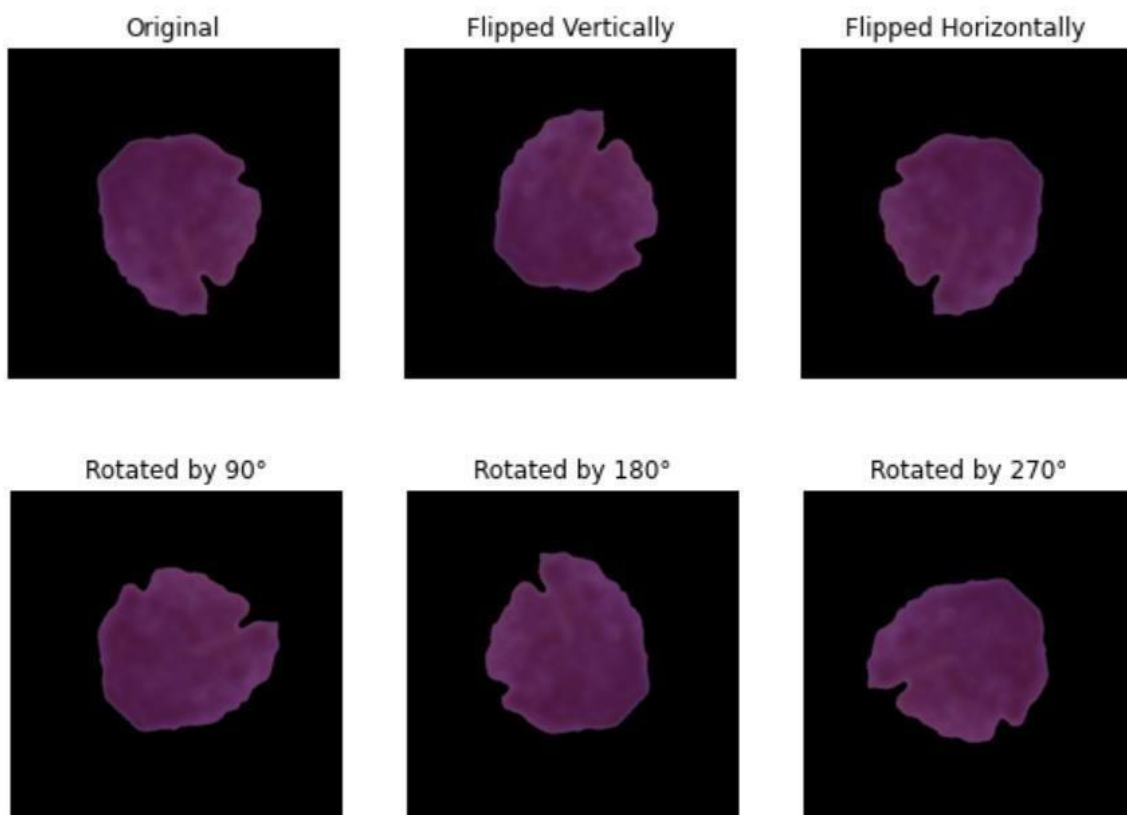 Original
Flipped Vertically
Flipped Horizontally
Rotated by 90°
Rotated by 180°
Rotated by 270°